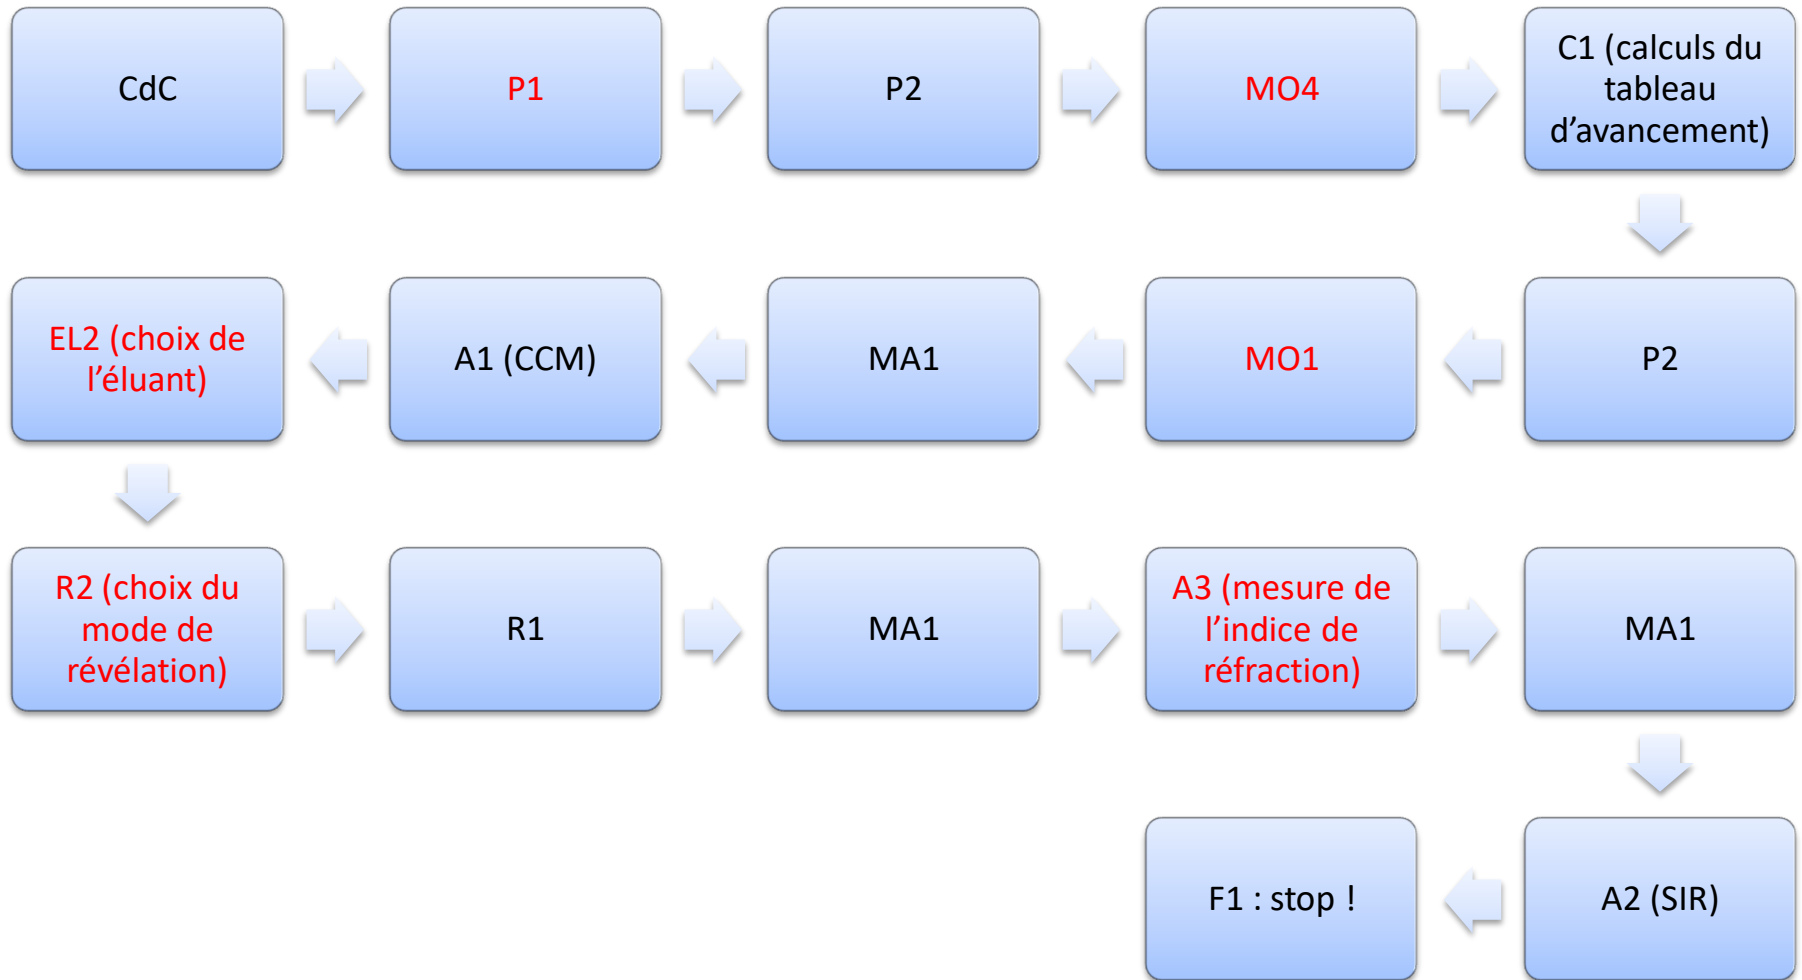 CdC
P1
P2
MO4
C1 (calculs du
tableau
d’avancement)
P2
MO1
MA1
A1 (CCM)
EL2 (choix de
l’éluant)
R2 (choix du
mode de
révélation)
R1
MA1
A3 (mesure de
l’indice de
réfraction)
MA1
A2 (SIR)
F1 : stop !